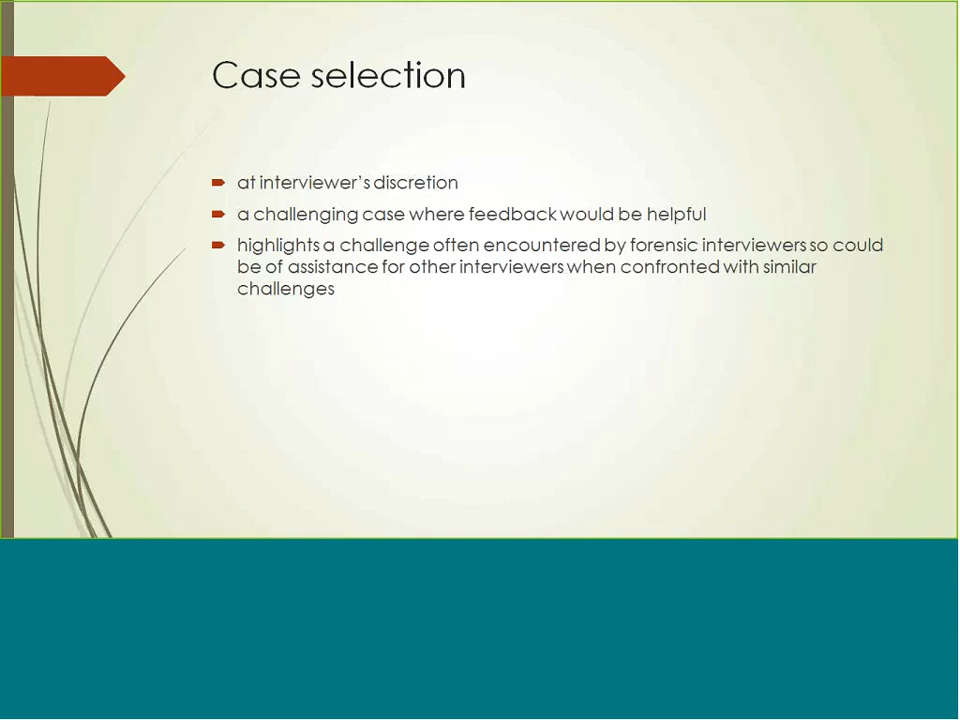 Case selection
at interviewer's discretion
a challenging case where feedback would be helpful
highlights a challenge often encountered by forensic interviewers so could
be of assistance for other interviewers when confronted with similar
challenges